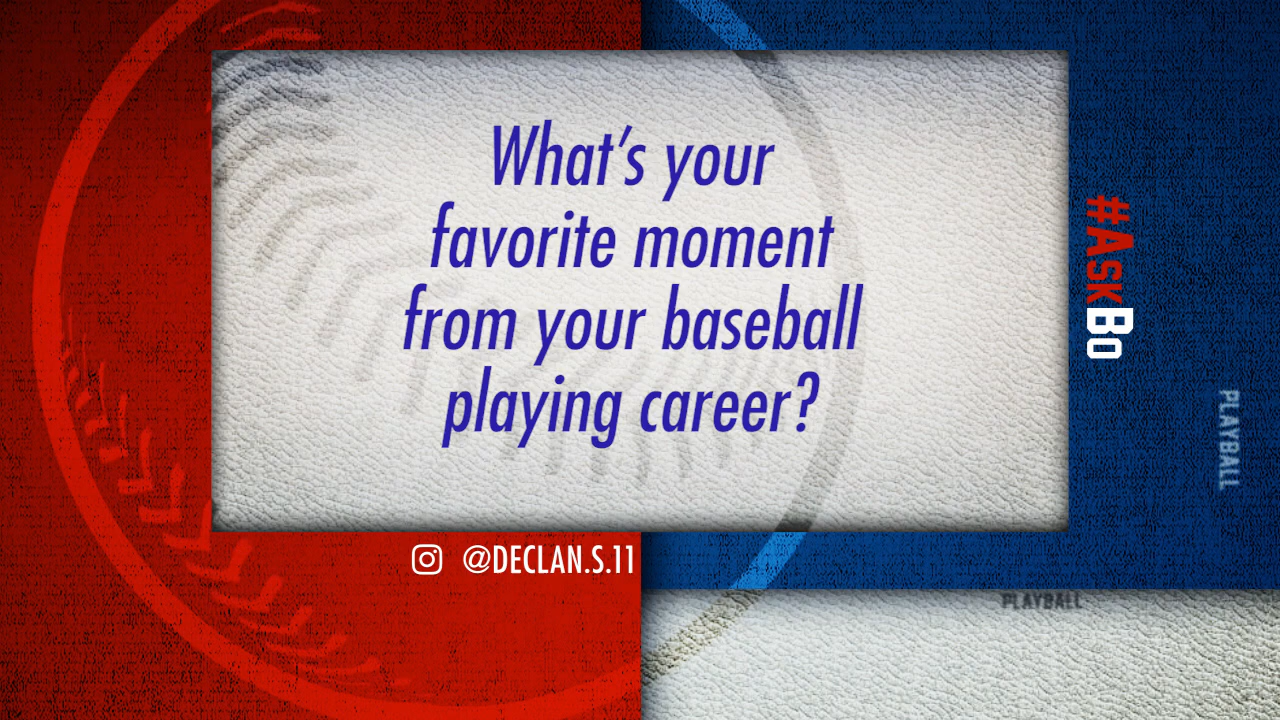 What's your
favorite moment
from your baseball
playing career?
#AskBo
PLAYBALL
@DECLAN.S.11
PLAYBALL